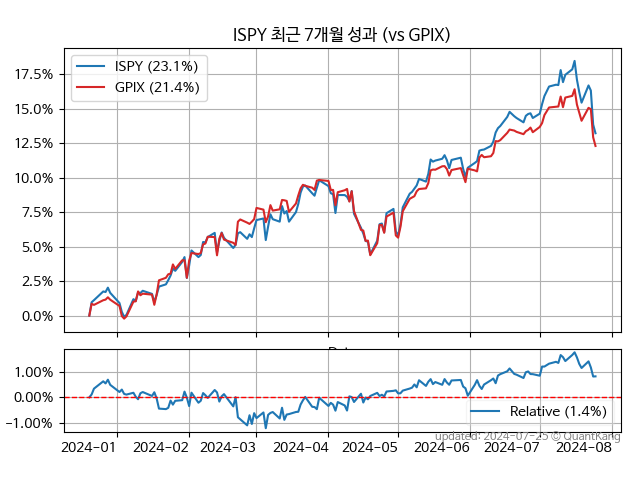 ISPY 최근 7개월 성과 (vs GPIX)
ISPY (23.1%)
GPIX (21.4%)
17.5%
15.0%
12.5%
10.0%
7.5%
5.0%
2.5%
0.0%
1.00%
0.00%
-1.00%
Relative (1.4%)
updated: 2024-07-25 © QuantKang
2024-01 2024-02 2024-03 2024-04 2024-05 2024-06 2024-07 2024-08